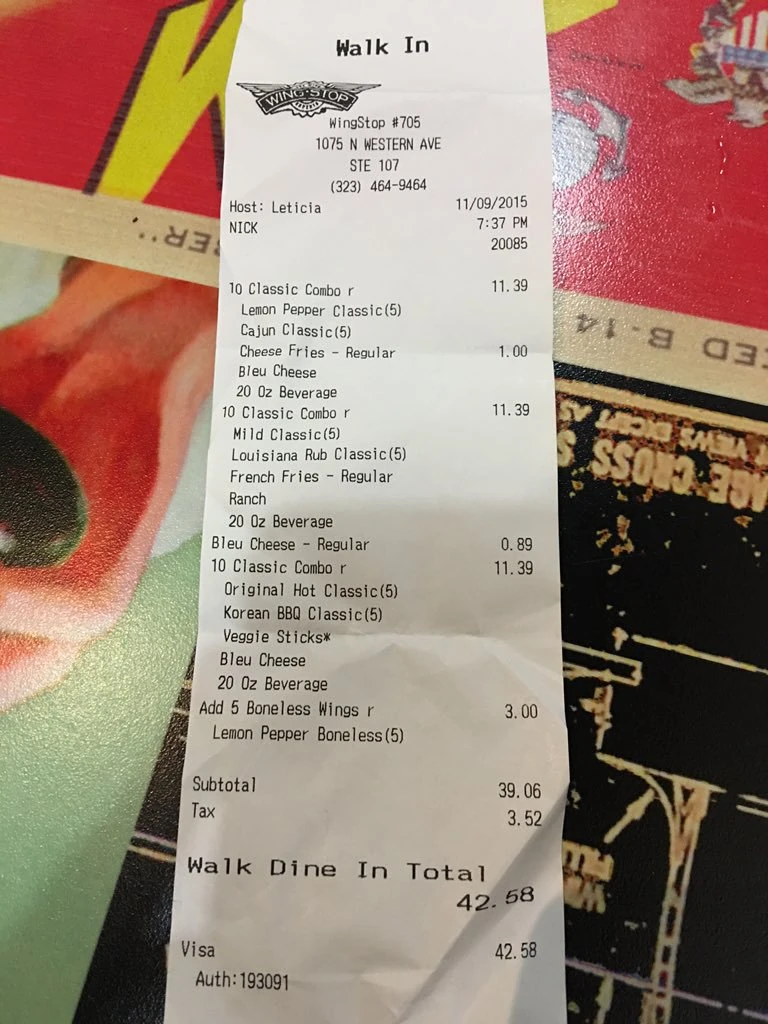 Walk In
WING·STOP
WingStop #705
1075 N WESTERN AVE
STE 107
(323) 464-9464
Host: Leticia 11/09/2015
NICK 7:37 PM
20085
10 Classic Combo r 11.39
Lemon Pepper Classic(5)
Cajun Classic(5)
Cheese Fries - Regular 1.00
Bleu Cheese
20 Oz Beverage
10 Classic Combo r 11.39
Mild Classic(5)
Louisiana Rub Classic(5)
French Fries - Regular
Ranch
20 Oz Beverage
Bleu Cheese - Regular 0.89
10 Classic Combo r 11.39
Original Hot Classic(5)
Korean BBQ Classic(5)
Veggie Sticks*
Bleu Cheese
20 Oz Beverage
Add 5 Boneless Wings r 3.00
Lemon Pepper Boneless(5)
Subtotal 39.06
Tax 3.52
Walk Dine In Total
42.58
Visa 42.58
Auth:193091
B-14
VIEWS EXCEPT AS
CROSS S